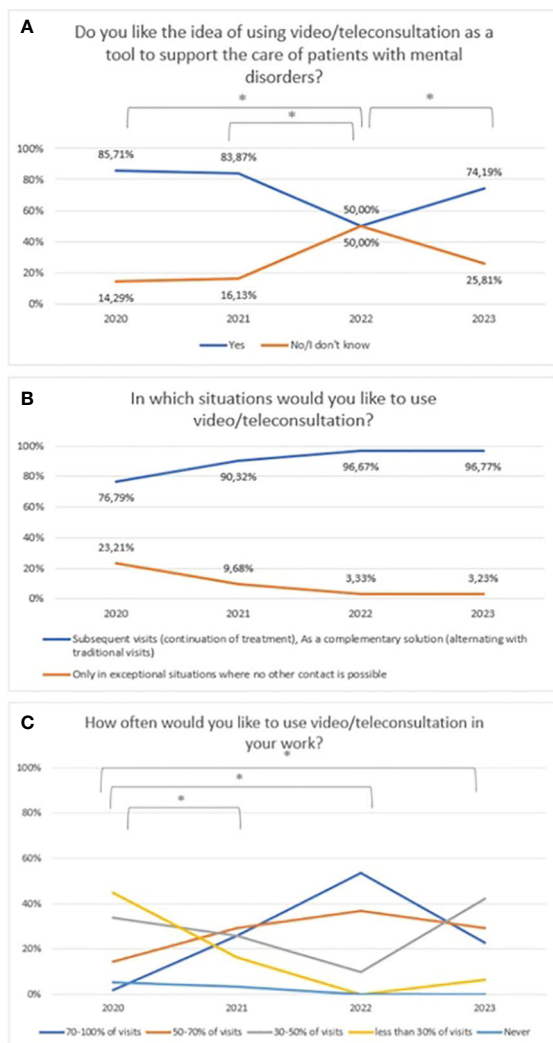 A
Do you like the idea of using video/teleconsultation as a
tool to support the care of patients with mental
disorders?
*
*
*
100%
80%
60%
40%
20%
0%
85,71%
83,87%
50,00%
74,19%
14,29%
16,13%
50,00%
25,81%
2020
2021
2022
2023
Yes
No/I don't know
B
In which situations would you like to use
video/teleconsultation?
100%
80%
60%
40%
20%
0%
76,79%
90,32%
96,67%
96,77%
23,21%
9,68%
3,33%
3,23%
2020
2021
2022
2023
Subsequent visits (continuation of treatment), As a complementary solution (alternating with
traditional visits)
Only in exceptional situations where no other contact is possible
C
How often would you like to use video/teleconsultation in
your work?
*
*
*
100%
80%
60%
40%
20%
0%
2020
2021
2022
2023
70-100% of visits
50-70% of visits
30-50% of visits
less than 30% of visits
Never